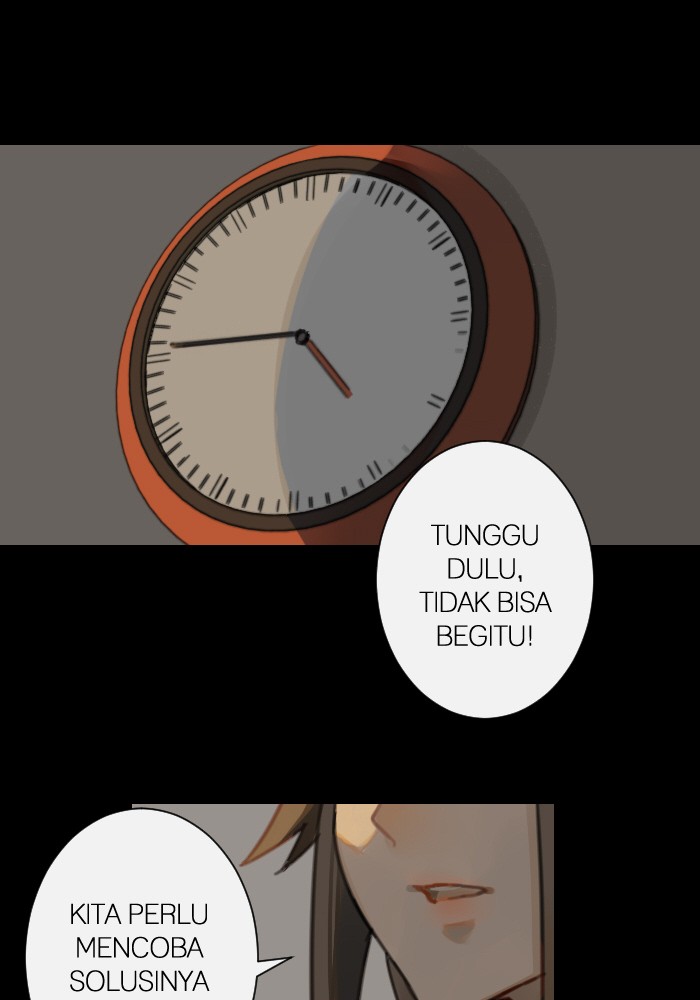 TUNGGU
DULU,
TIDAK BISA
BEGITU!
KITA PERLU
MENCOBA
SOLUSINYA